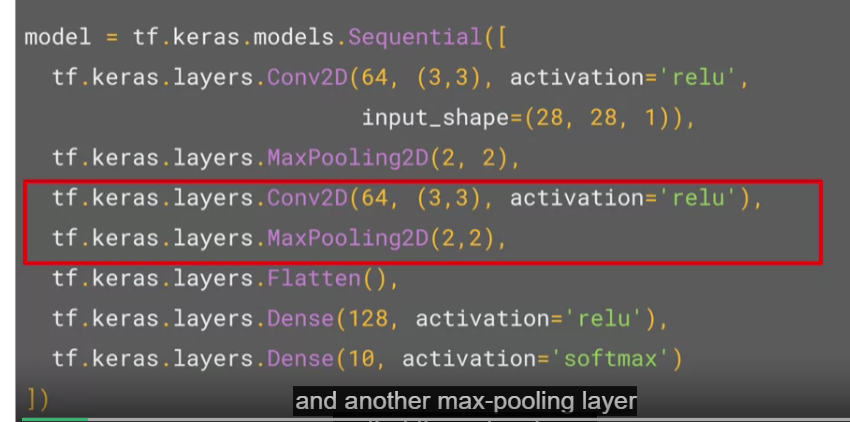 model = tf.keras.models.Sequential([
  tf.keras.layers.Conv2D(64, (3,3), activation='relu',
                         input_shape=(28, 28, 1)),
  tf.keras.layers.MaxPooling2D(2, 2),
  tf.keras.layers.Conv2D(64, (3,3), activation='relu'),
  tf.keras.layers.MaxPooling2D(2,2),
  tf.keras.layers.Flatten(),
  tf.keras.layers.Dense(128, activation='relu'),
  tf.keras.layers.Dense(10, activation='softmax')
])
and another max-pooling layer